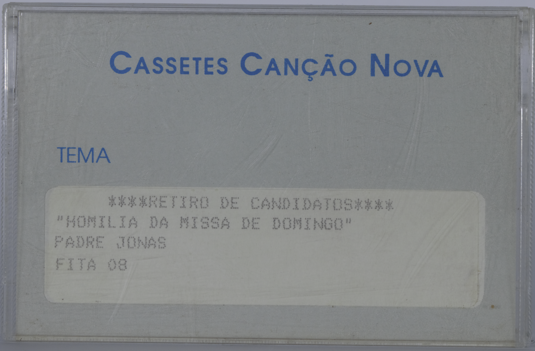 CASSETES CANÇÃO NOVA
TEMA
****RETIRO DE CANDIDATOS****
"HOMILIA DA MISSA DE DOMINGO"
PADRE JONAS
FITA 08